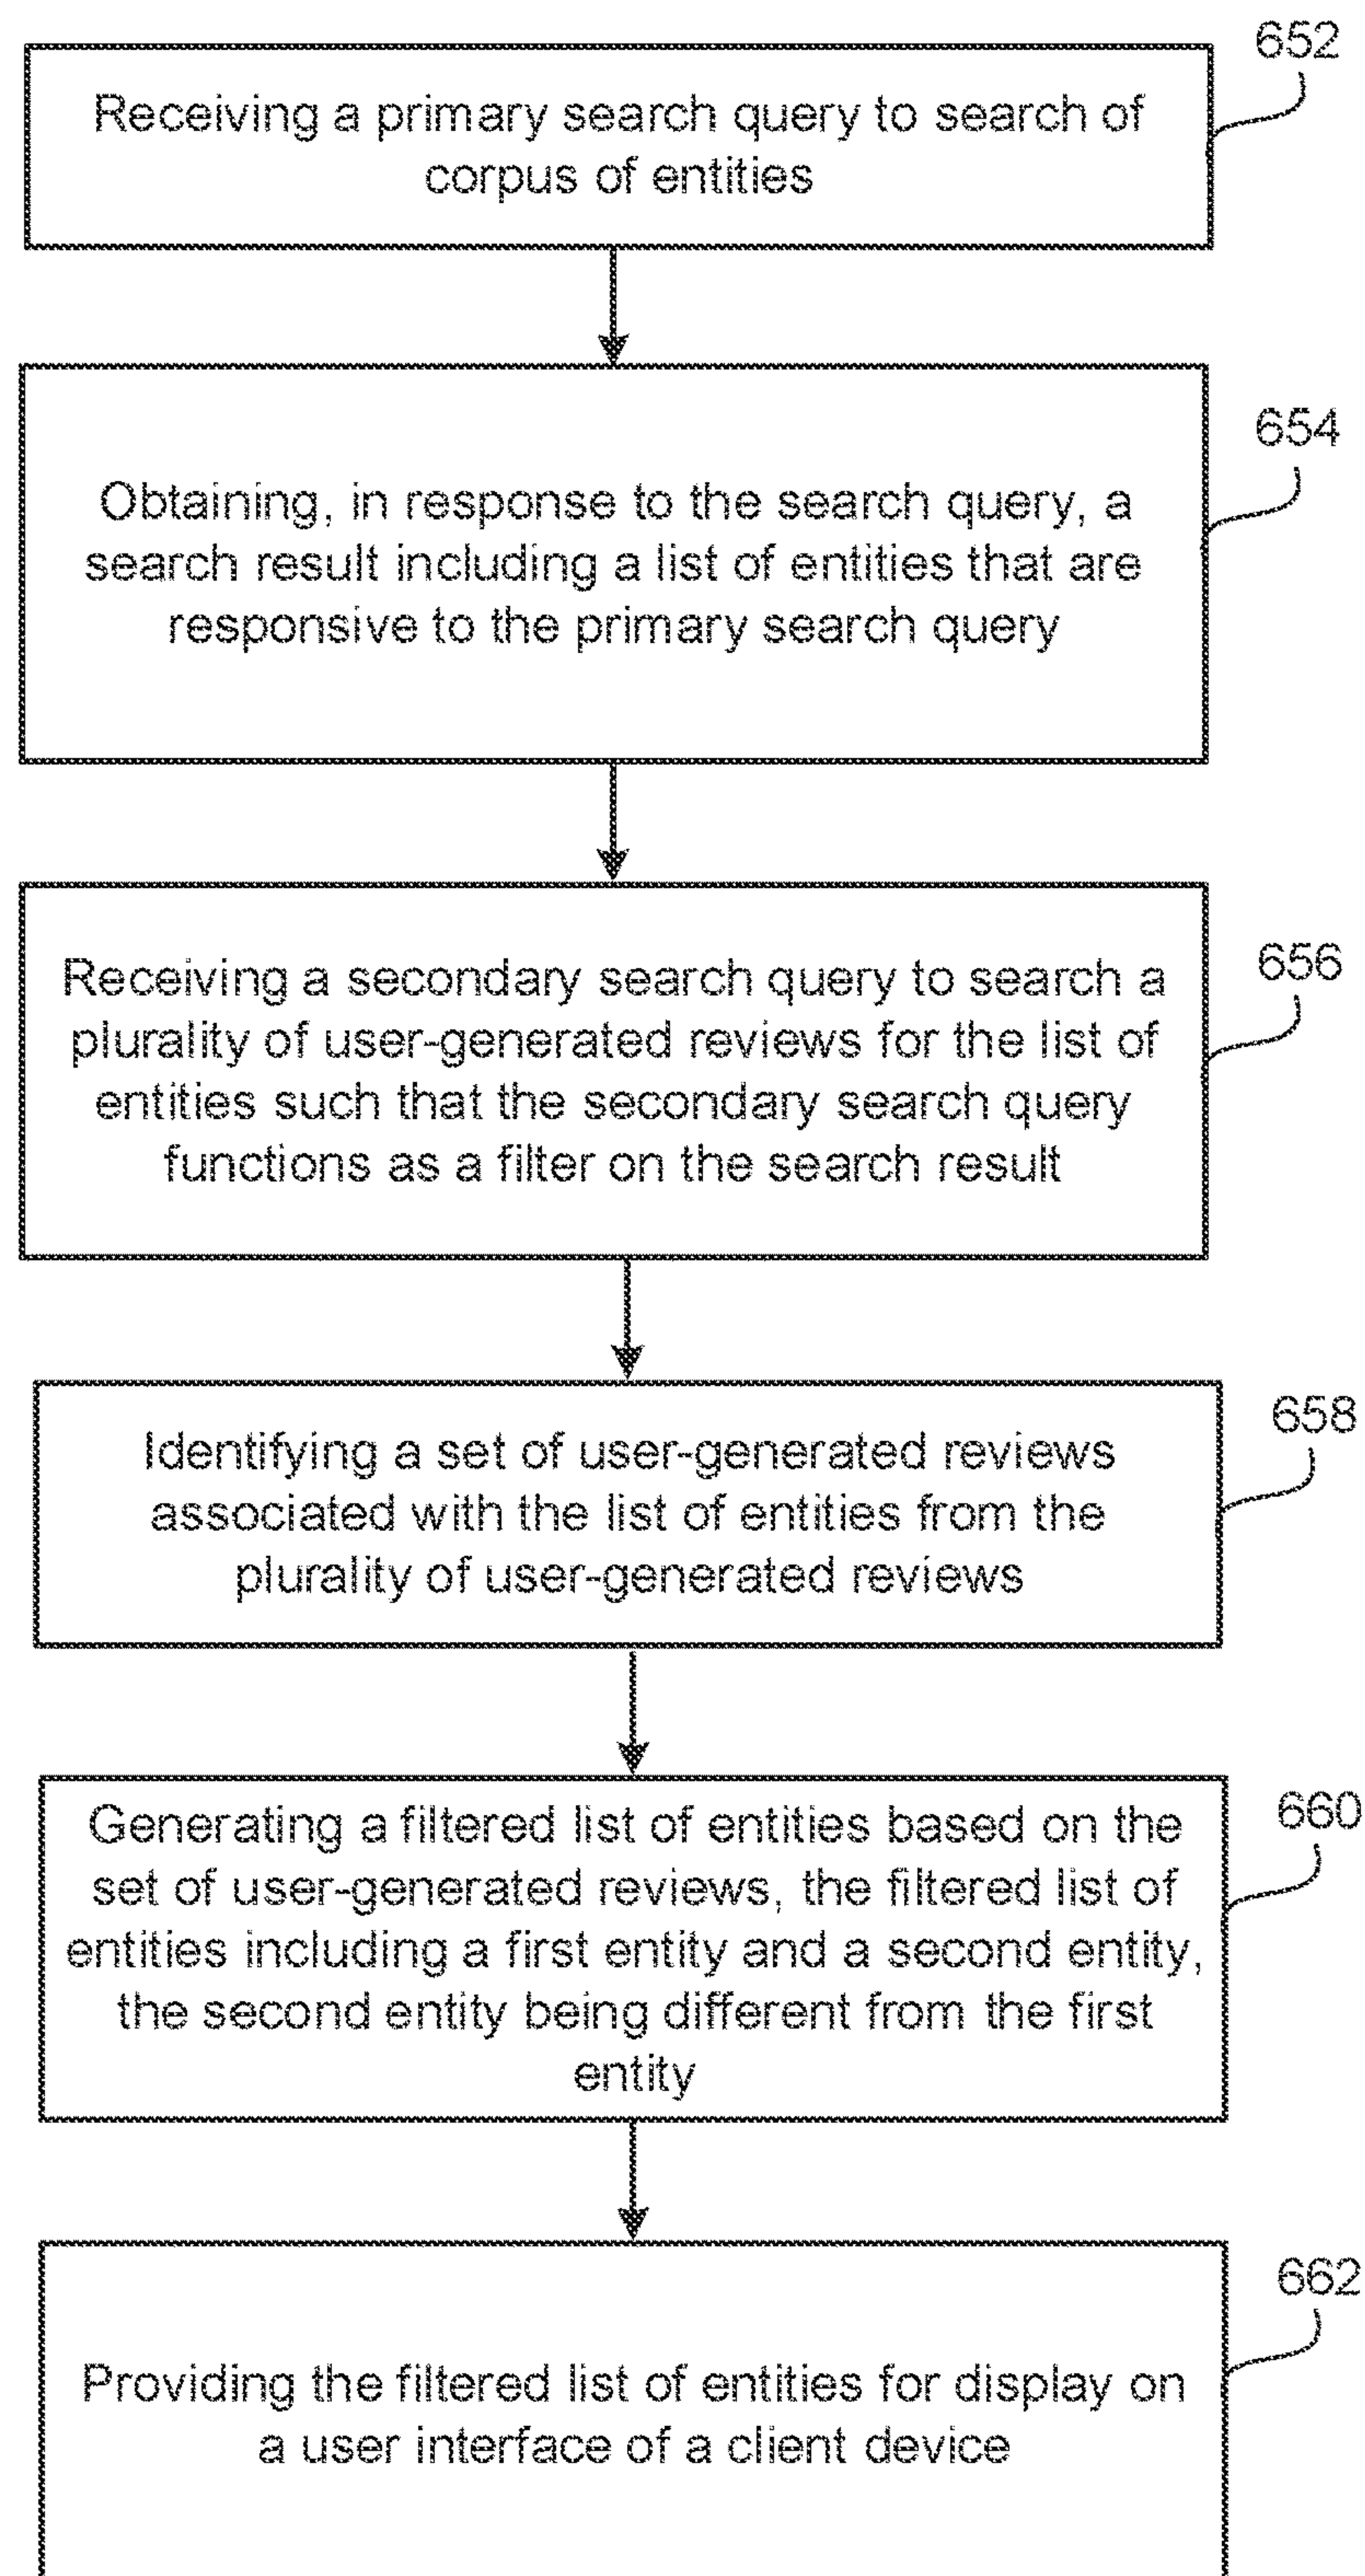 652
Receiving a primary search query to search of
corpus of entities
654
Obtaining, in response to the search query, a
search result including a list of entities that are
responsive to the primary search query
656
Receiving a secondary search query to search a
plurality of user-generated reviews for the list of
entities such that the secondary search query
functions as a filter on the search result
658
Identifying a set of user-generated reviews
associated with the list of entities from the
plurality of user-generated reviews
660
Generating a filtered list of entities based on the
set of user-generated reviews, the filtered list of
entities including a first entity and a second entity,
the second entity being different from the first
entity
662
Providing the filtered list of entities for display on
a user interface of a client device